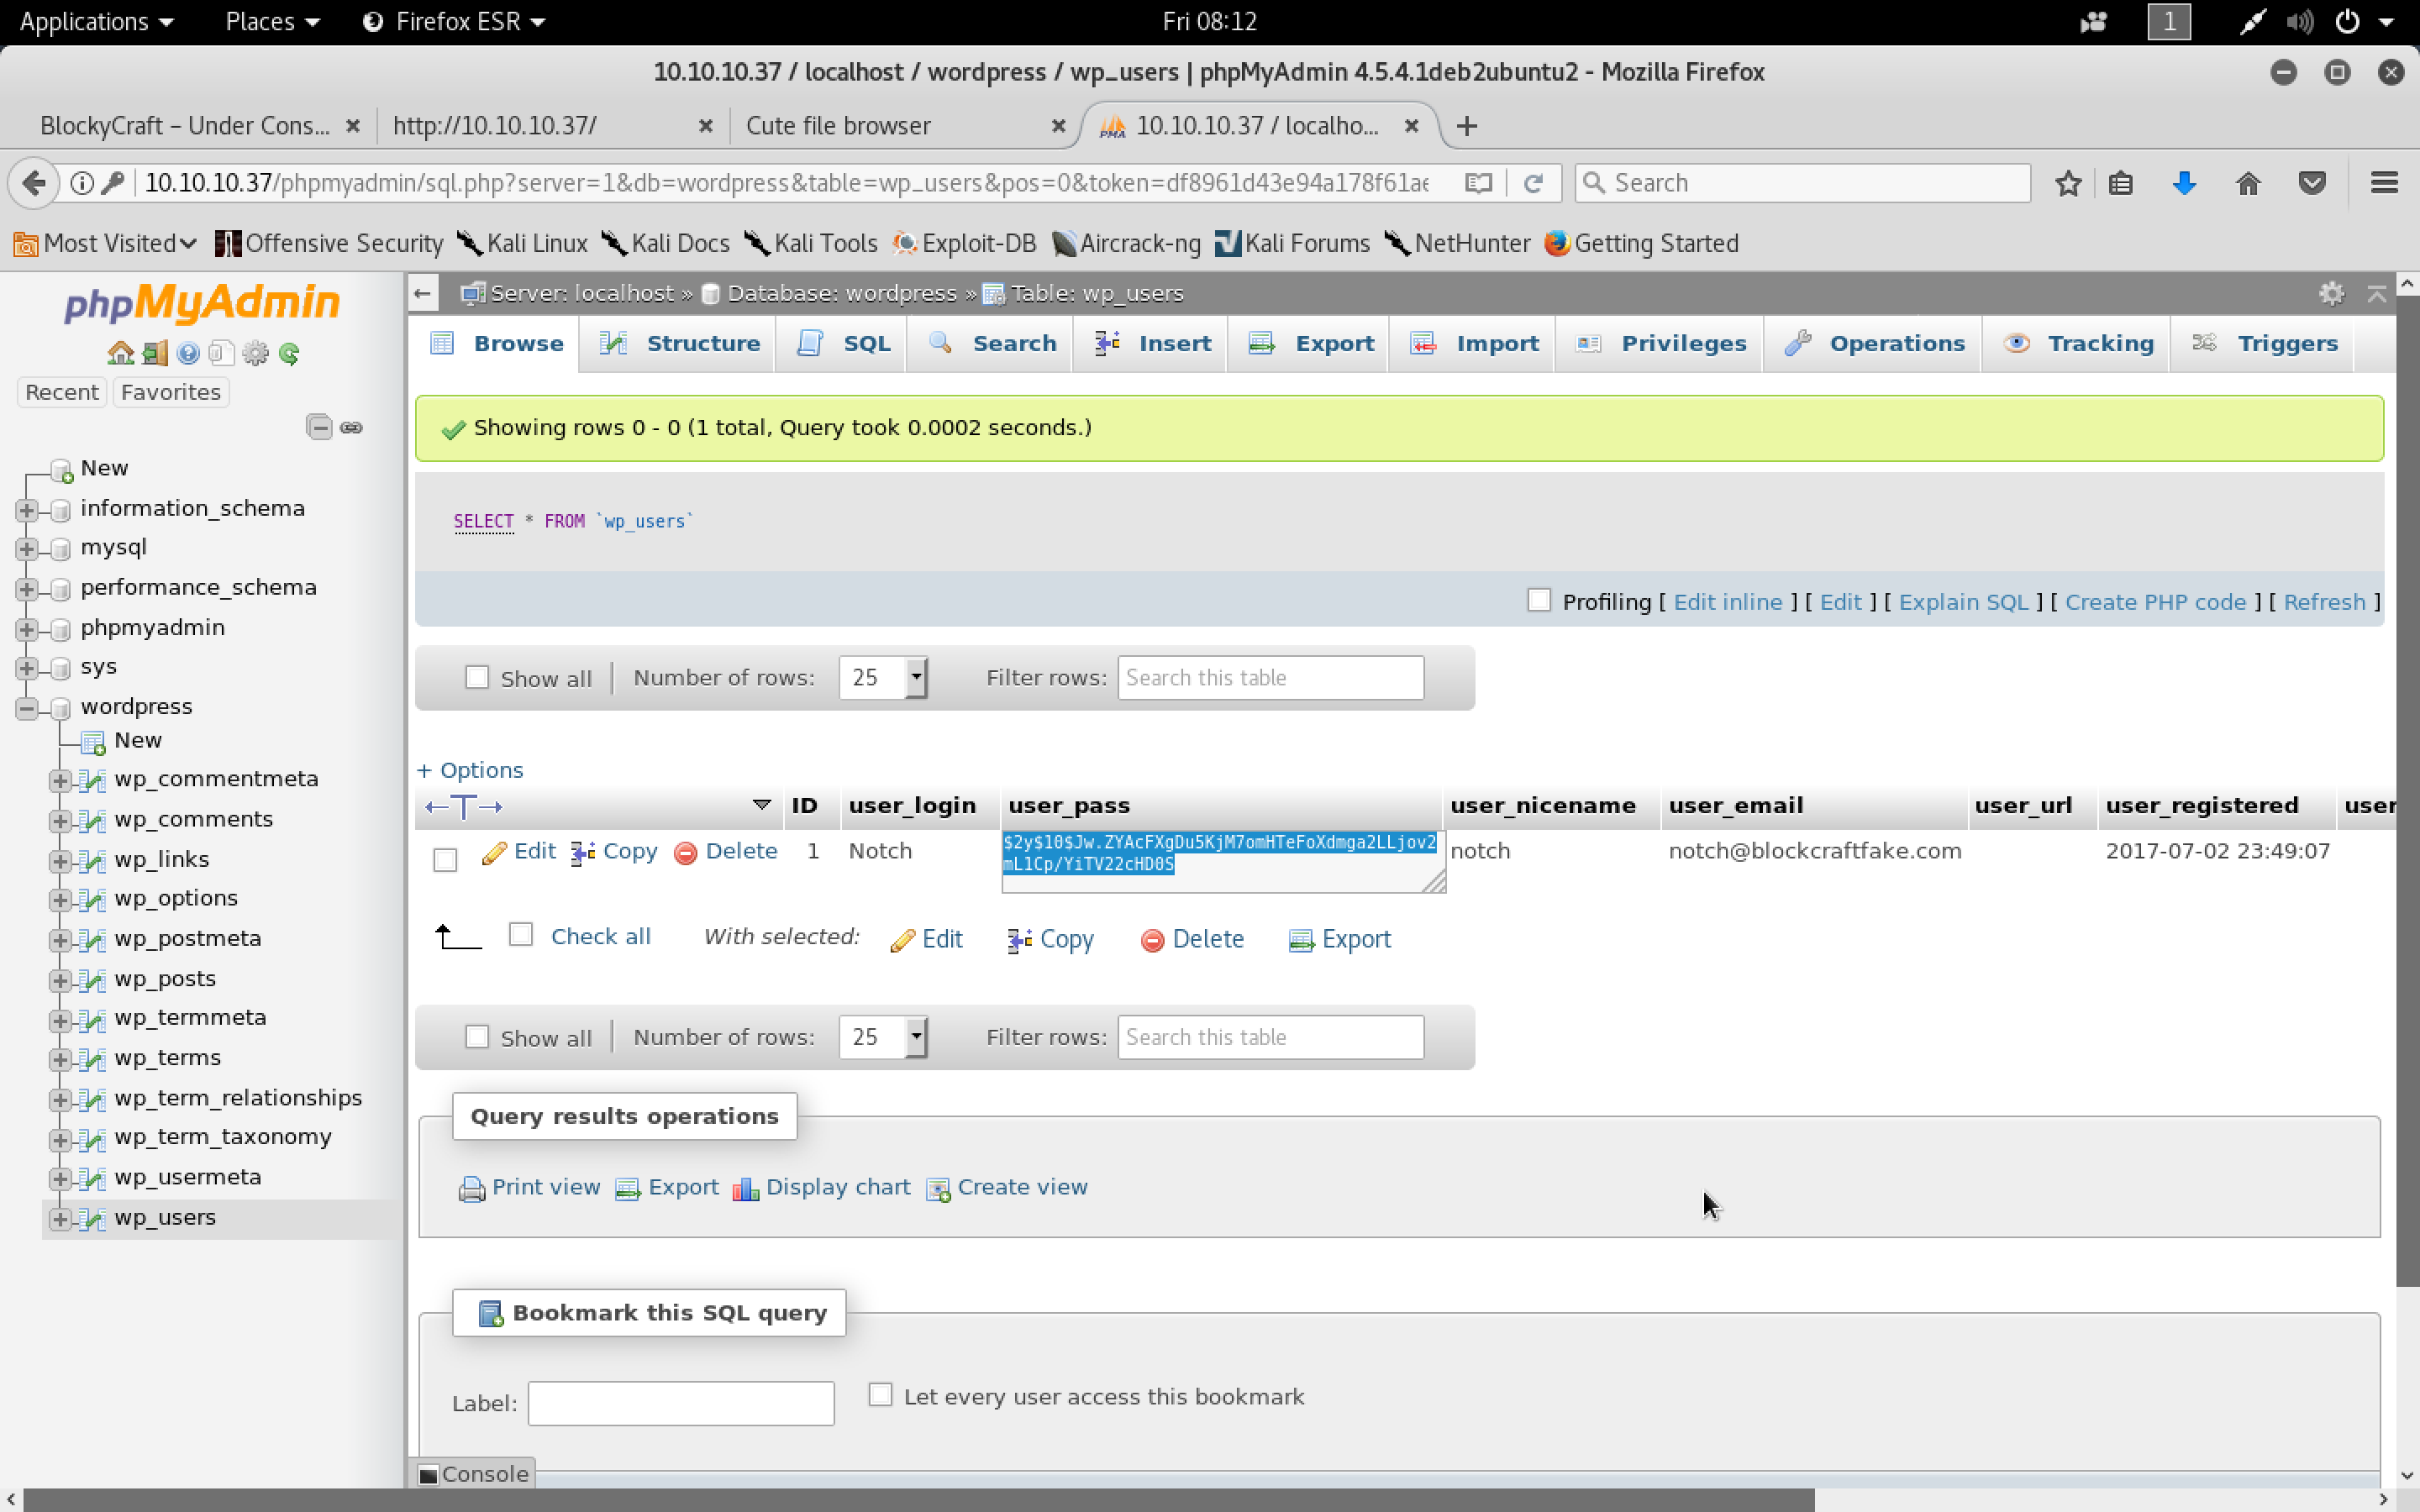 Applications Places Firefox ESR Fri 08:12 1
10.10.10.37 / localhost / wordpress / wp_users | phpMyAdmin 4.5.4.1deb2ubuntu2 - Mozilla Firefox
BlockyCraft – Under Cons... http://10.10.10.37/ Cute file browser PMA 10.10.10.37 / localho...
10.10.10.37/phpmyadmin/sql.php?server=1&db=wordpress&table=wp_users&pos=0&token=df8961d43e94a178f61ae Search
Most Visited Offensive Security Kali Linux Kali Docs Kali Tools Exploit-DB Aircrack-ng Kali Forums NetHunter Getting Started
phpMyAdmin
Recent Favorites
New
information_schema
mysql
performance_schema
phpmyadmin
sys
wordpress
New
wp_commentmeta
wp_comments
wp_links
wp_options
wp_postmeta
wp_posts
wp_termmeta
wp_terms
wp_term_relationships
wp_term_taxonomy
wp_usermeta
wp_users
Server: localhost » Database: wordpress » Table: wp_users
Browse Structure SQL Search Insert Export Import Privileges Operations Tracking Triggers
Showing rows 0 - 0 (1 total, Query took 0.0002 seconds.)
SELECT * FROM `wp_users`
Profiling [ Edit inline ] [ Edit ] [ Explain SQL ] [ Create PHP code ] [ Refresh ]
Show all Number of rows: 25 Filter rows: Search this table
+ Options
←T→ ID user_login user_pass user_nicename user_email user_url user_registered user
Edit Copy Delete 1 Notch $2y$10$Jw.ZYAcFXgDu5KjM7omHTeFoXdmga2LLjov2 notch notch@blockcraftfake.com 2017-07-02 23:49:07
mL1Cp/YiTV22cHD0S
Check all With selected: Edit Copy Delete Export
Show all Number of rows: 25 Filter rows: Search this table
Query results operations
Print view Export Display chart Create view
Bookmark this SQL query
Label: Let every user access this bookmark
Console